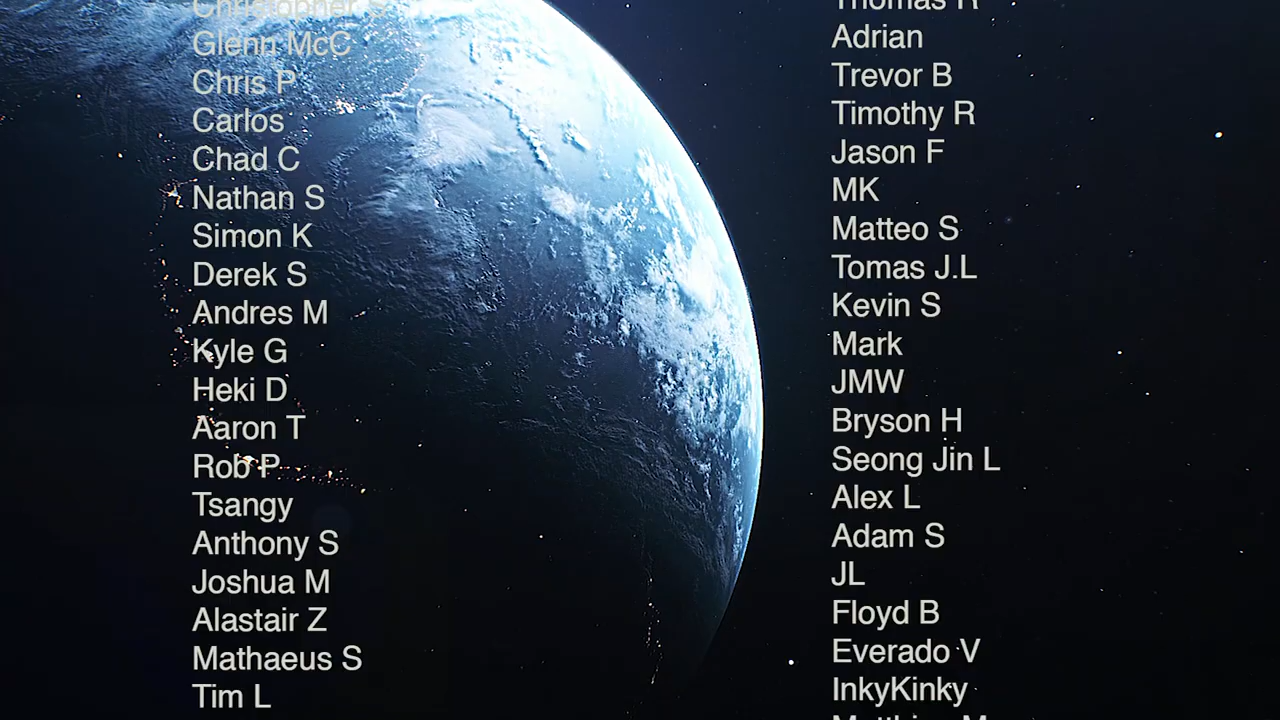 Christopher S
Glenn McC
Chris P
Carlos
Chad C
Nathan S
Simon K
Derek S
Andres M
Kyle G
Heki D
Aaron T
Rob P
Tsangy
Anthony S
Joshua M
Alastair Z
Mathaeus S
Tim L
Thomas R
Adrian
Trevor B
Timothy R
Jason F
MK
Matteo S
Tomas J.L
Kevin S
Mark
JMW
Bryson H
Seong Jin L
Alex L
Adam S
JL
Floyd B
Everado V
InkyKinky